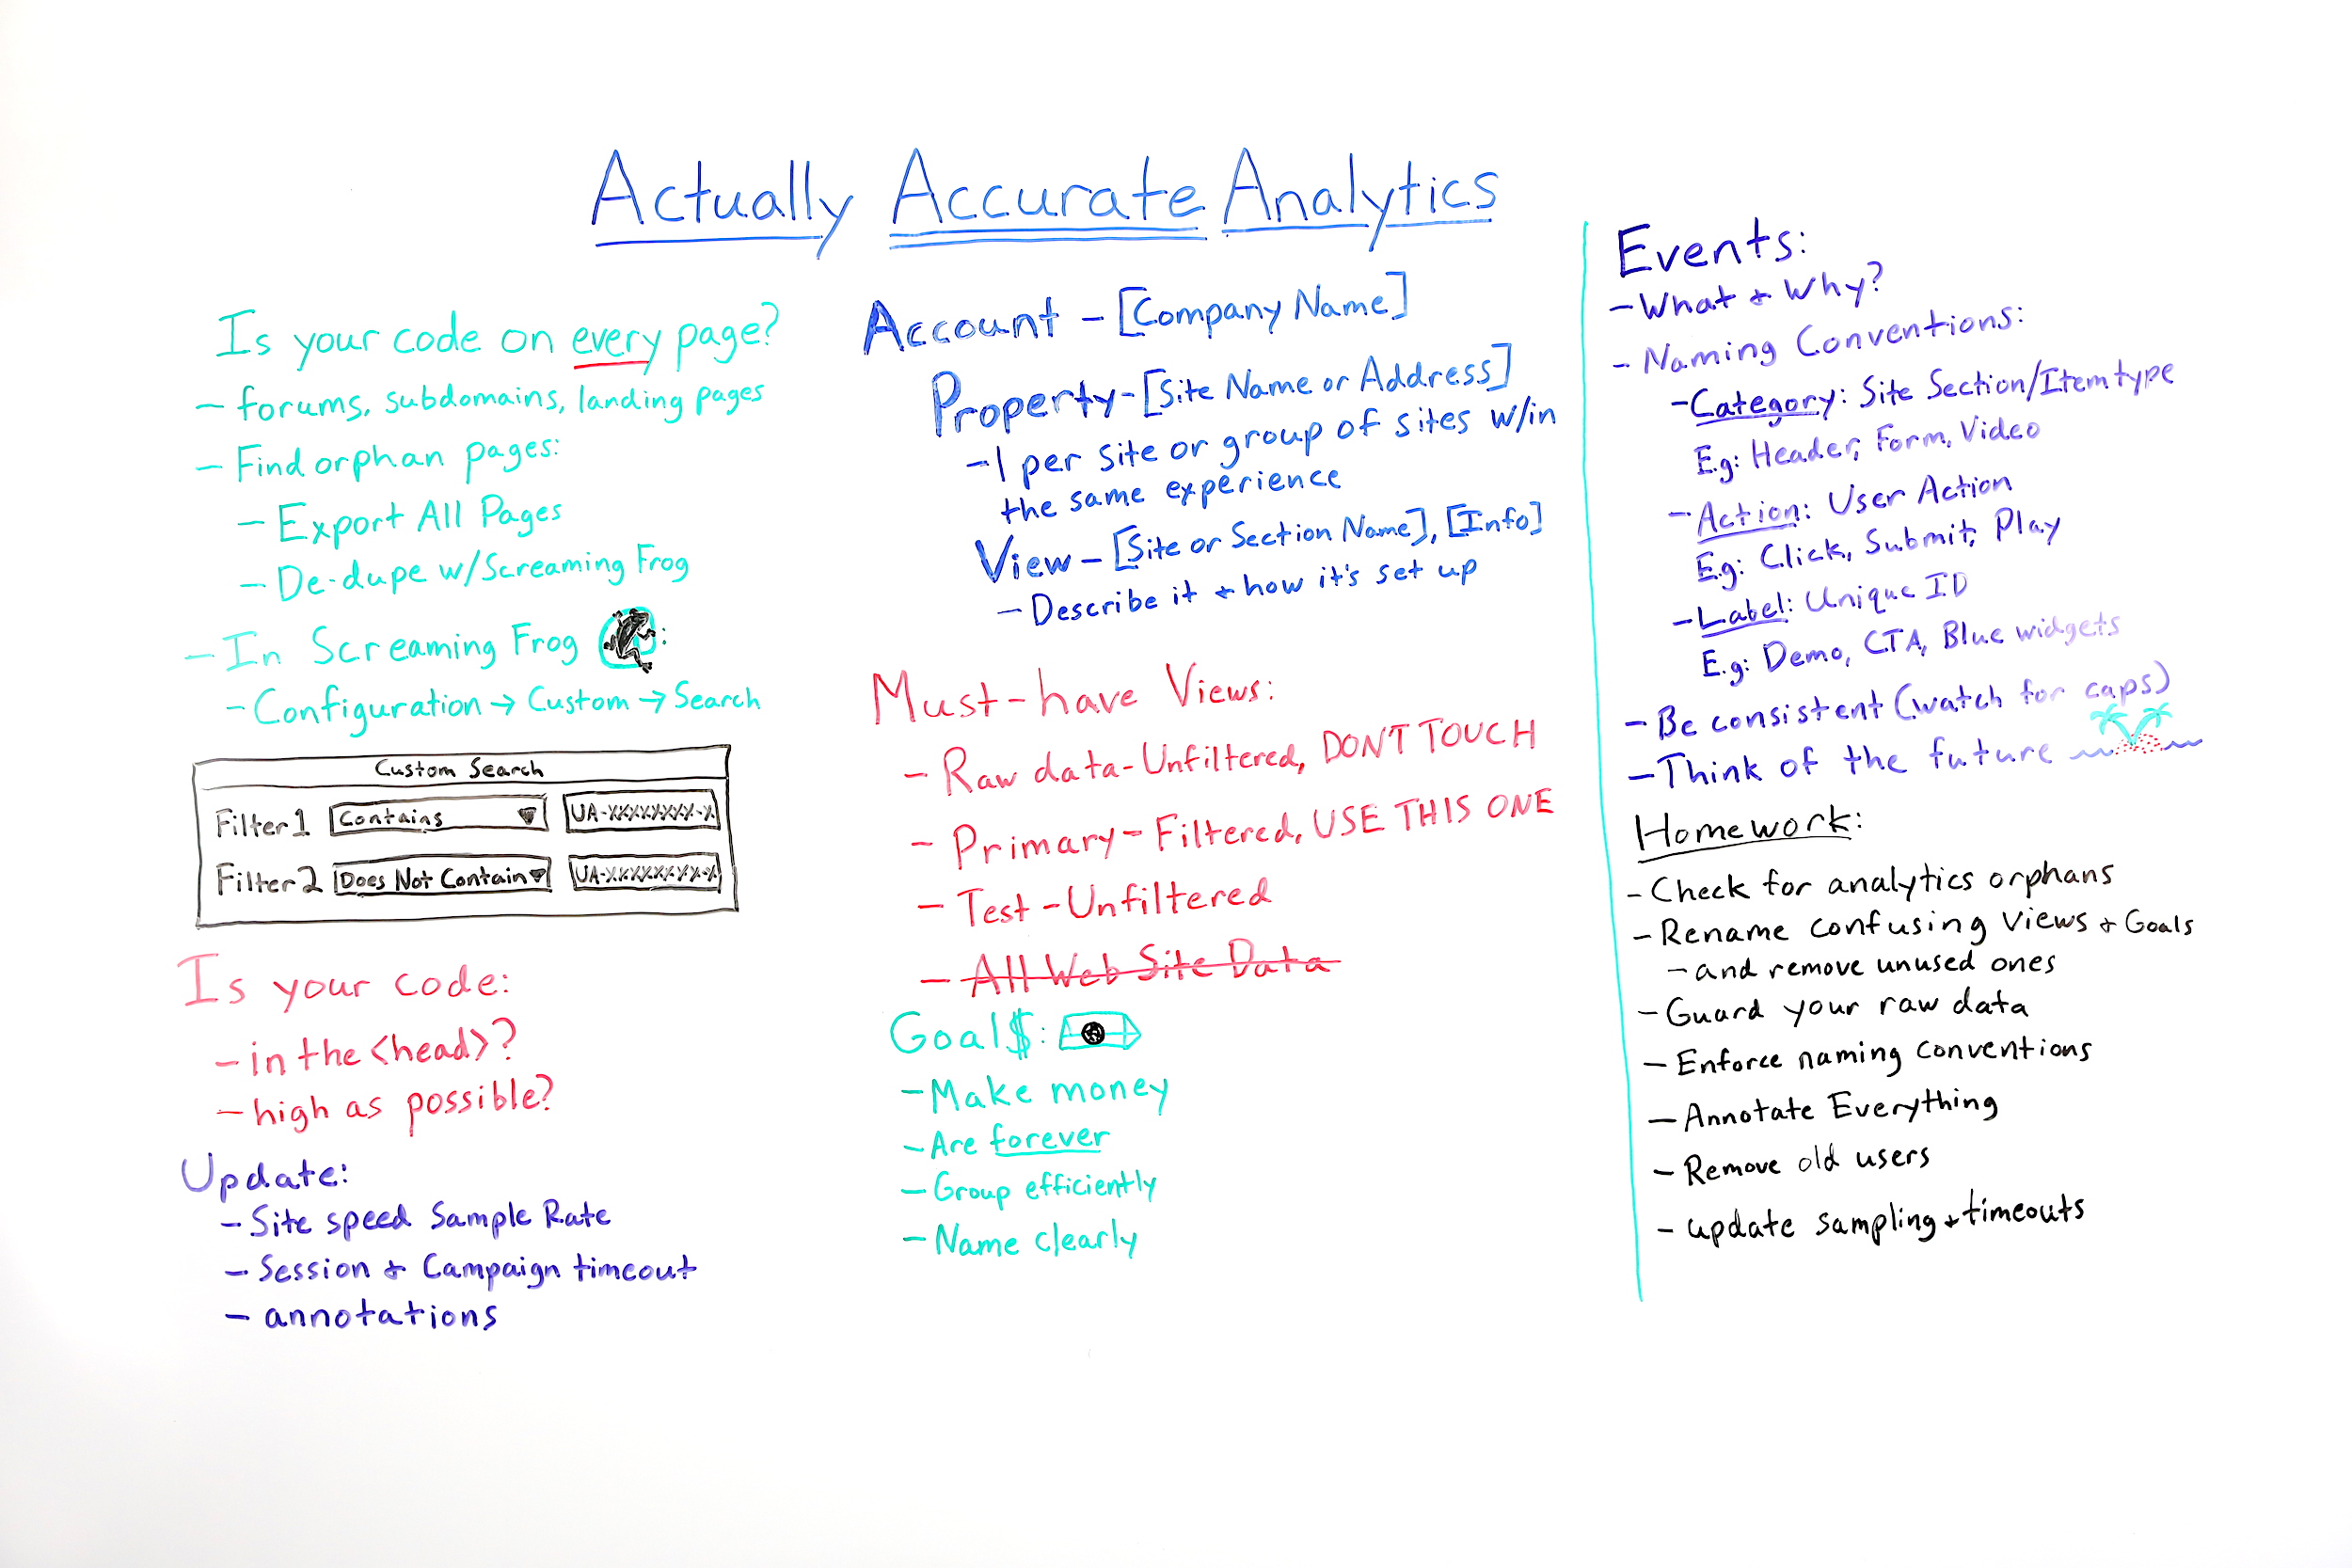 Actually Accurate Analytics
Is your code on every page?
- forums, subdomains, landing pages
- Find orphan pages:
- Export All Pages
- De-dupe w/Screaming Frog
- In Screaming Frog :
- Configuration → Custom → Search
Custom Search
Filter 1 Contains UA-XXXXXXXX-X
Filter 2 Does Not Contain UA-XXXXXXXX-X
Is your code:
- in the <head>?
- high as possible?
Update:
- Site speed Sample Rate
- Session + Campaign timeout
- annotations
Account - [Company Name]
Property - [Site Name or Address]
- 1 per site or group of sites w/in
the same experience
View - [Site or Section Name], [Info]
- Describe it + how it's set up
Must-have Views:
- Raw data - Unfiltered, DON'T TOUCH
- Primary - Filtered, USE THIS ONE
- Test - Unfiltered
- All Web Site Data
Goal$:
- Make money
- Are forever
- Group efficiently
- Name clearly
Events:
- What + Why?
- Naming Conventions:
- Category: Site Section/Item type
E.g: Header, Form, Video
- Action: User Action
E.g: Click, Submit, Play
- Label: Unique ID
E.g: Demo, CTA, Blue widgets
- Be consistent (watch for caps)
- Think of the future
Homework:
- Check for analytics orphans
- Rename confusing Views + Goals
- and remove unused ones
- Guard your raw data
- Enforce naming conventions
- Annotate Everything
- Remove old users
- update sampling + timeouts